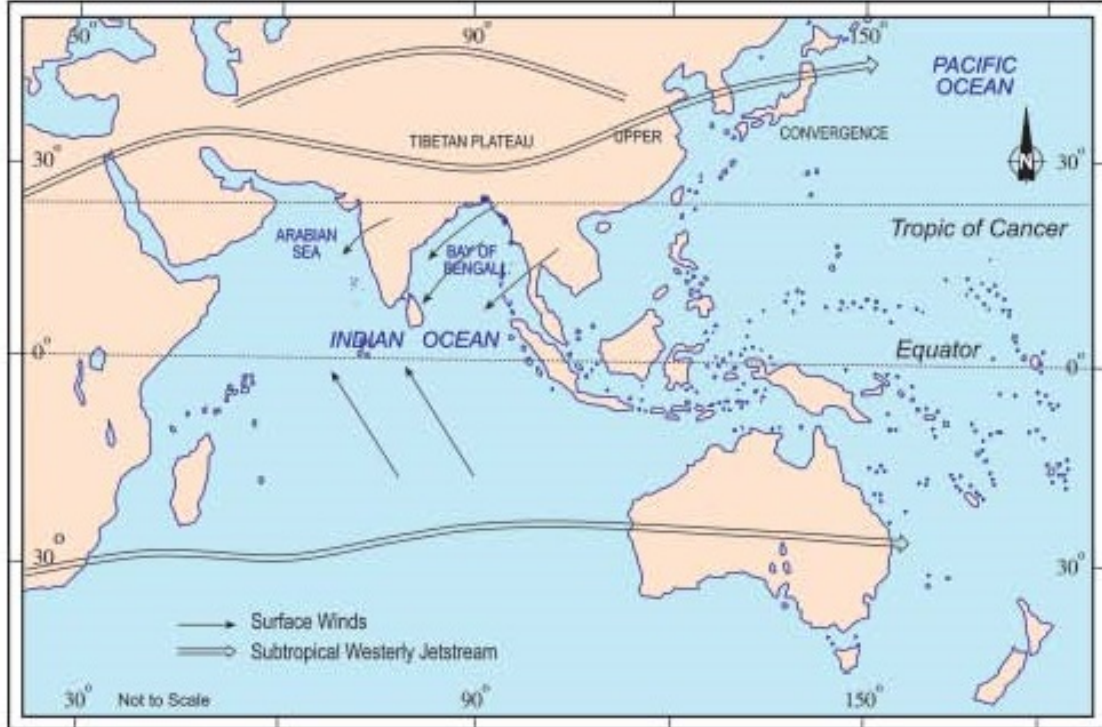 30°
90°
150°
PACIFIC
OCEAN
TIBETAN PLATEAU
UPPER
CONVERGENCE
N
30°
30°
ARABIAN
SEA
BAY OF
BENGAL
Tropic of Cancer
INDIAN OCEAN
Equator
0°
0°
30°
30°
Surface Winds
Subtropical Westerly Jetstream
30°
Not to Scale
90°
150°